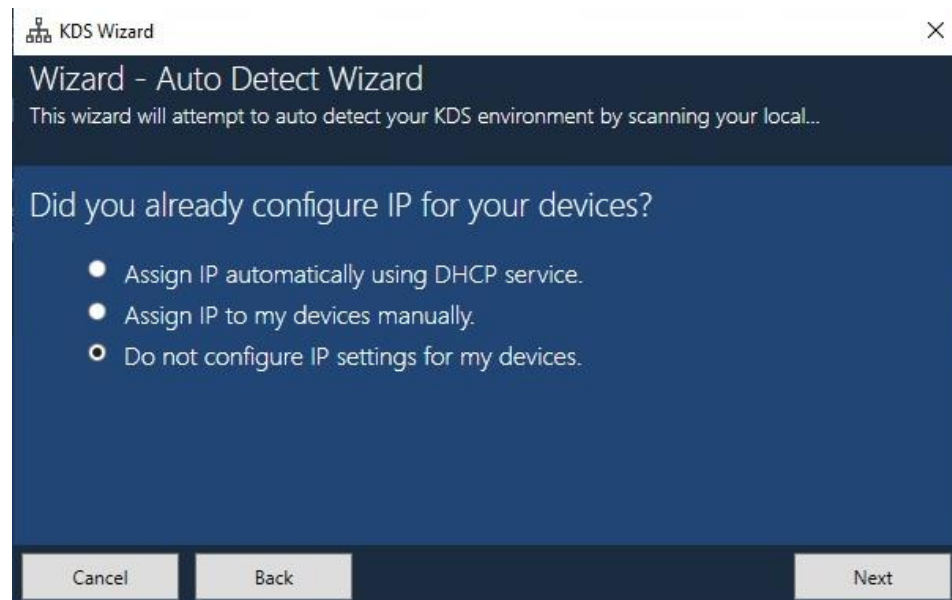 KDS Wizard
Wizard - Auto Detect Wizard
This wizard will attempt to auto detect your KDS environment by scanning your local...
Did you already configure IP for your devices?
Assign IP automatically using DHCP service.
Assign IP to my devices manually.
Do not configure IP settings for my devices.
Cancel Back Next